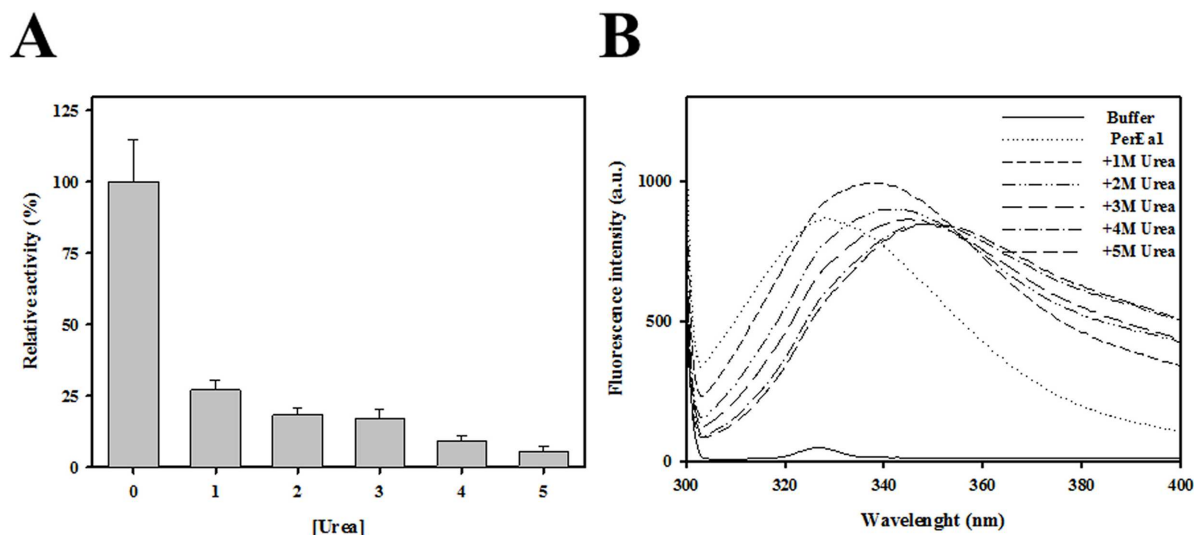 A
Relative activity (%)
125
100
75
50
25
0
0 1 2 3 4 5
[Urea]
B
Fluorescence intensity (a.u.)
1000
500
0
300 320 340 360 380 400
Wavelenght (nm)
Buffer
PerEa1
+1M Urea
+2M Urea
+3M Urea
+4M Urea
+5M Urea